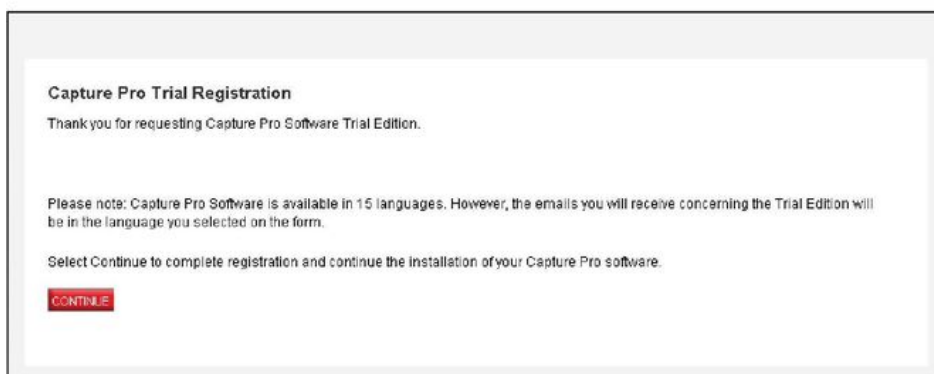 Capture Pro Trial Registration
Thank you for requesting Capture Pro Software Trial Edition.
Please note: Capture Pro Software is available in 15 languages. However, the emails you will receive concerning the Trial Edition will
be in the language you selected on the form.
Select Continue to complete registration and continue the installation of your Capture Pro software.
CONTINUE